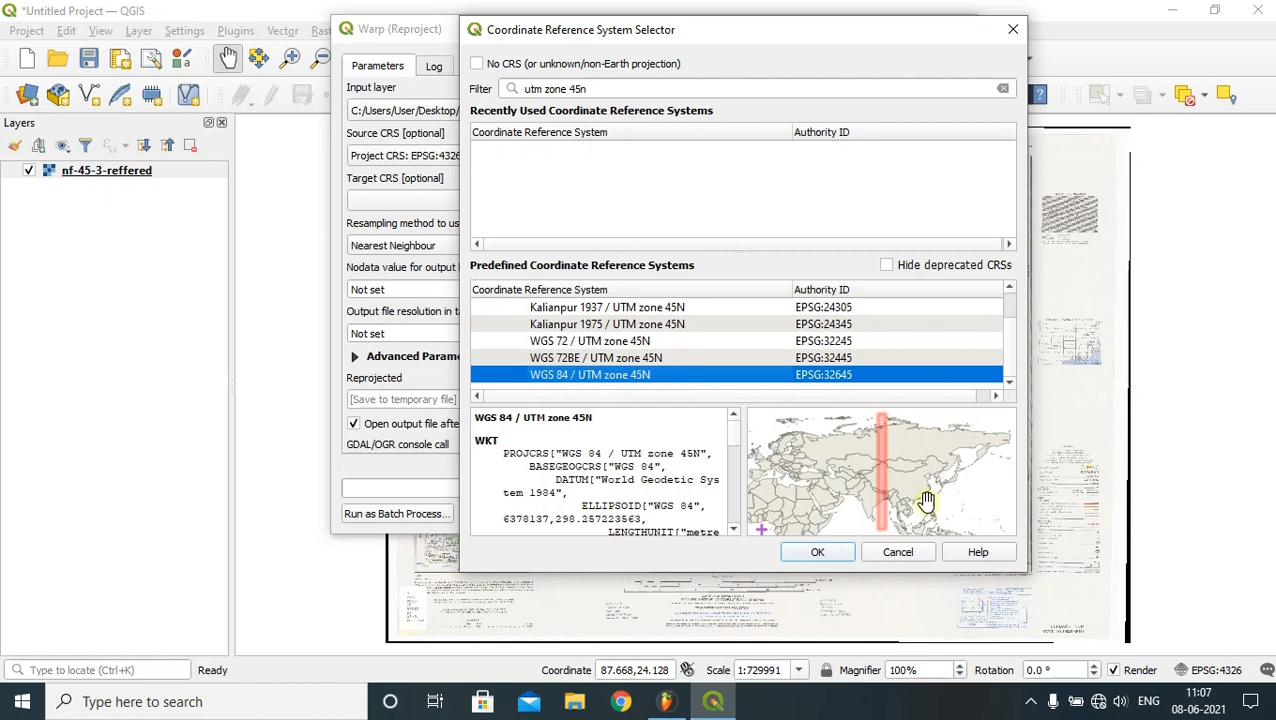 *Untitled Project — QGIS
Project Edit View Layer Settings Plugins Vector
Layers
nf-45-3-reffered
Warp (Reproject)
Parameters Log
Input layer
C:/Users/User/Desktop/
Source CRS [optional]
Project CRS: EPSG:4326
Target CRS [optional]
Resampling method to us
Nearest Neighbour
Nodata value for output
Not set
Output file resolution in ta
Not set
Advanced Parame
Reprojected
[Save to temporary file]
Open output file afte
GDAL/OGR console call
Run as Batch Process...
Coordinate Reference System Selector
No CRS (or unknown/non-Earth projection)
Filter utm zone 45n
Recently Used Coordinate Reference Systems
Coordinate Reference System Authority ID
Predefined Coordinate Reference Systems Hide deprecated CRSs
Coordinate Reference System Authority ID
Kalianpur 1937 / UTM zone 45N EPSG:24305
Kalianpur 1975 / UTM zone 45N EPSG:24345
WGS 72 / UTM zone 45N EPSG:32245
WGS 72BE / UTM zone 45N EPSG:32445
WGS 84 / UTM zone 45N EPSG:32645
WGS 84 / UTM zone 45N
WKT
PROJCRS["WGS 84 / UTM zone 45N",
BASEGEOGCRS["WGS 84",
DATUM["World Geodetic Sys
tem 1984",
ELLIPSOID["WGS 84",
6378137,298.257223563,
LENGTHUNIT["metre
OK Cancel Help
Type to locate (Ctrl+K) Ready Coordinate 87.668,24.128 Scale 1:729991 Magnifier 100% Rotation 0.0 ° Render EPSG:4326
Type here to search 11:07
08-06-2021